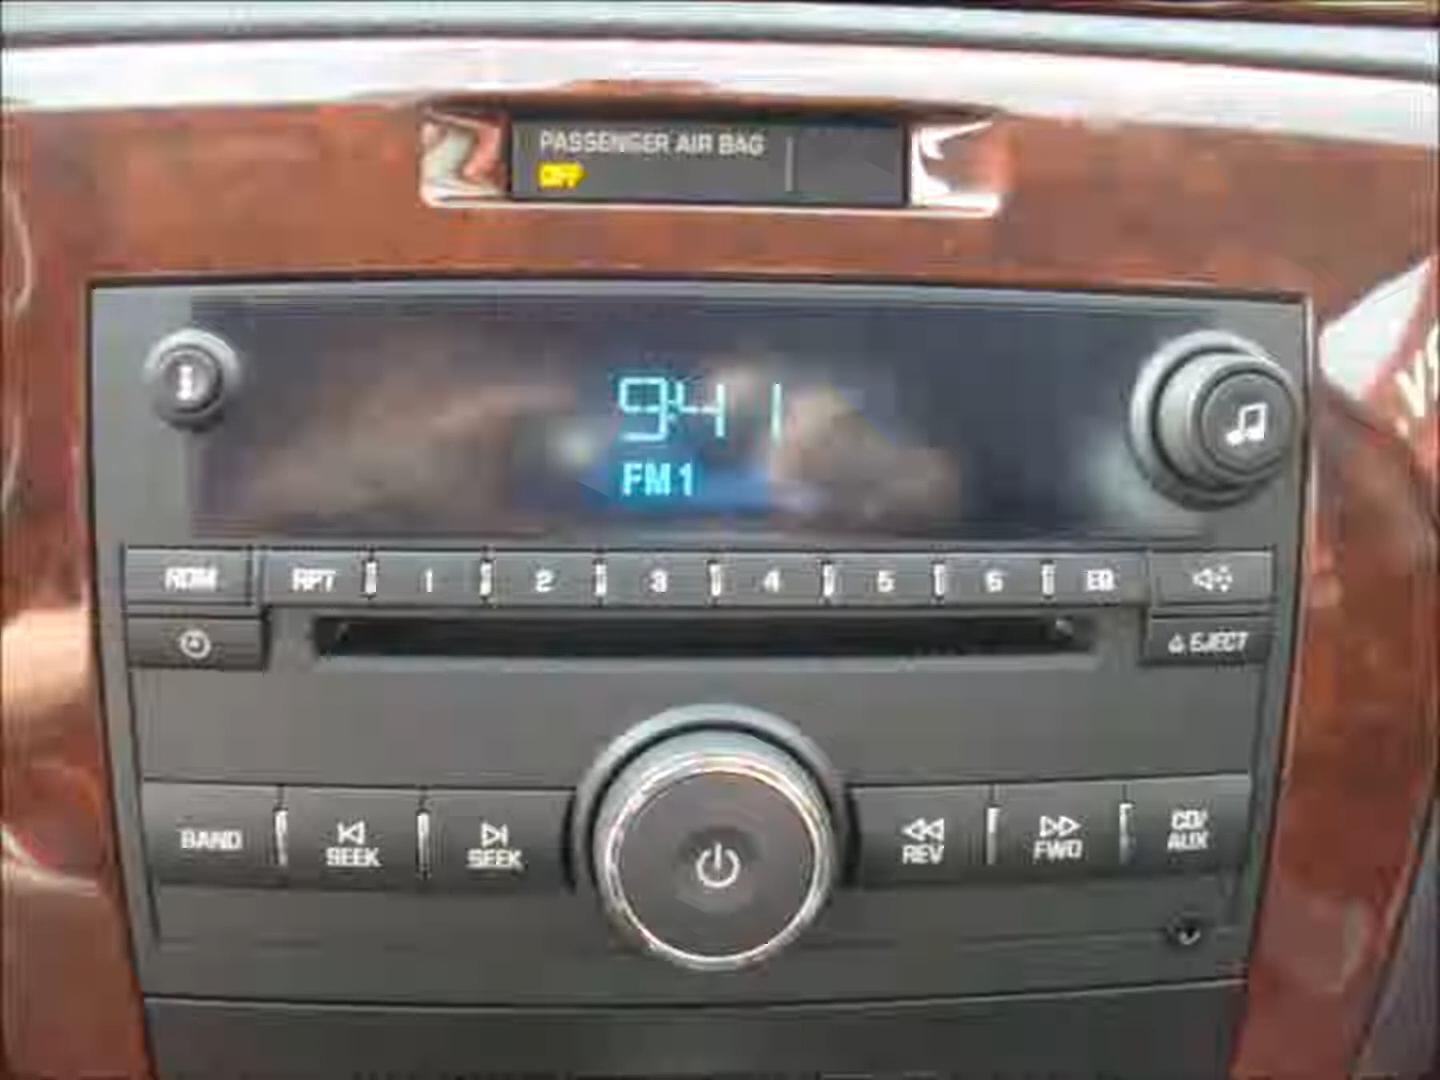 PASSENGER AIR BAG
OFF
94 1
FM1
RDM RPT 1 2 3 4 5 6 EQ
EJECT
BAND SEEK SEEK REV FWD CD/
AUX